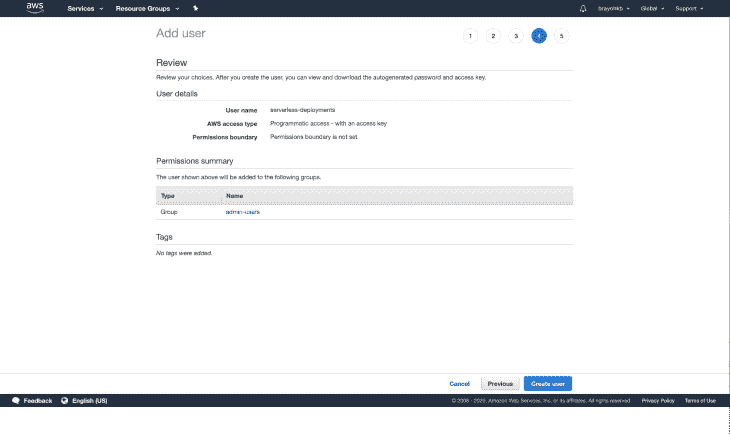 aws Services Resource Groups brayohkb Global Support
Add user 1 2 3 4 5
Review
Review your choices. After you create the user, you can view and download the autogenerated password and access key.
User details
User name serverless-deployments
AWS access type Programmatic access - with an access key
Permissions boundary Permissions boundary is not set
Permissions summary
The user shown above will be added to the following groups.
Type Name
Group admin-users
Tags
No tags were added.
Cancel Previous Create user
Feedback English (US) © 2008 - 2020, Amazon Web Services, Inc. or its affiliates. All rights reserved. Privacy Policy Terms of Use